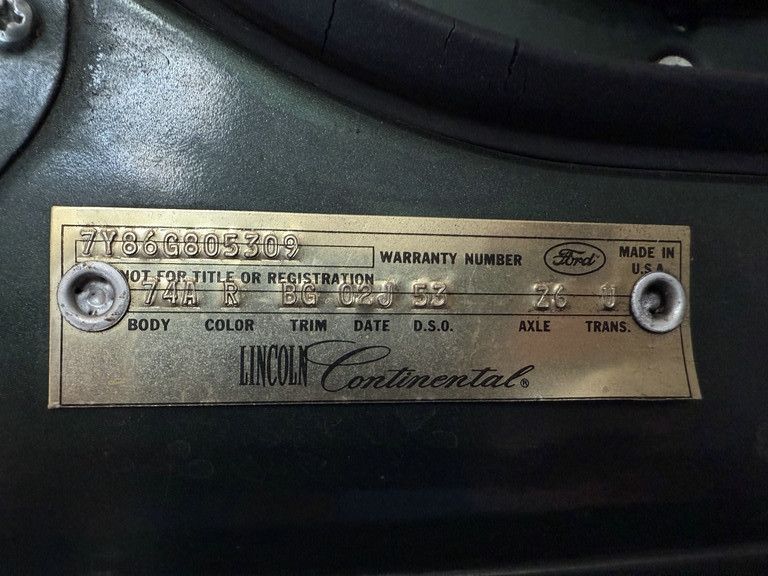 7Y86G805309
WARRANTY NUMBER
Ford
MADE IN
U.S.A.
NOT FOR TITLE OR REGISTRATION
74A R BG 02J 53 26 U
BODY COLOR TRIM DATE D.S.O. AXLE TRANS.
LINCOLN Continental®